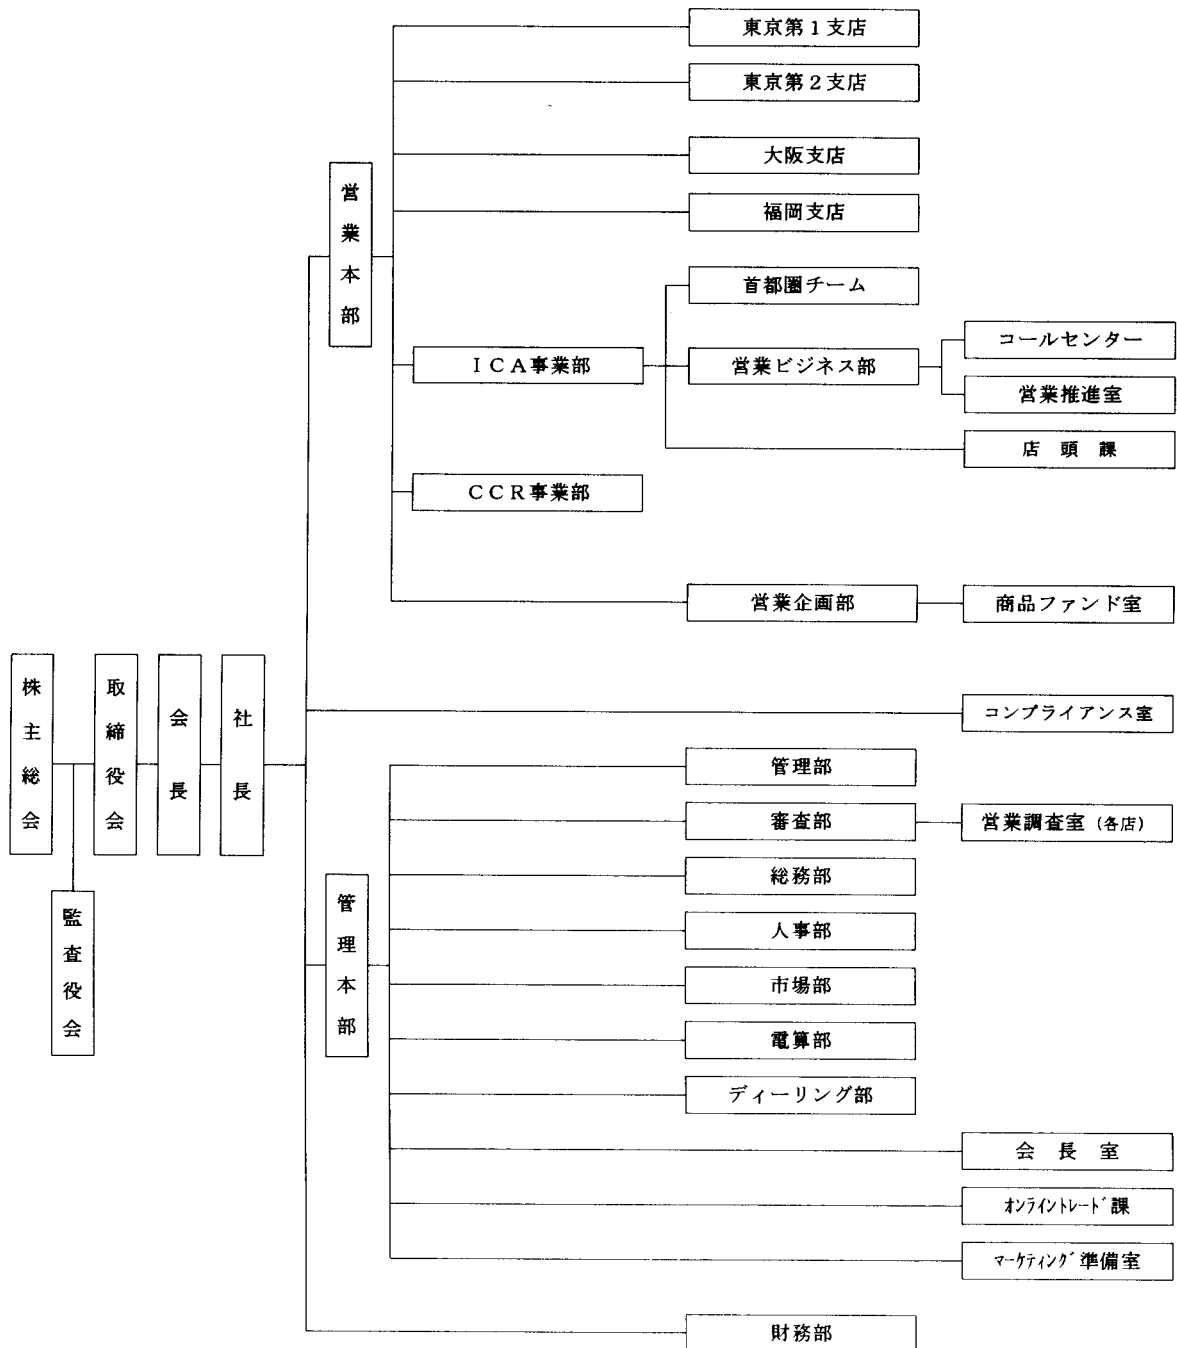 東京第1支店
東京第2支店
大阪支店
福岡支店
営業本部
首都圏チーム
ICA事業部
営業ビジネス部
コールセンター
営業推進室
店頭課
CCR事業部
営業企画部
商品ファンド室
株主総会
取締役会
会長
社長
監査役会
コンプライアンス室
管理本部
管理部
審査部
営業調査室(各店)
総務部
人事部
市場部
電算部
ディーリング部
会長室
オンライントレード課
マーケティング準備室
財務部